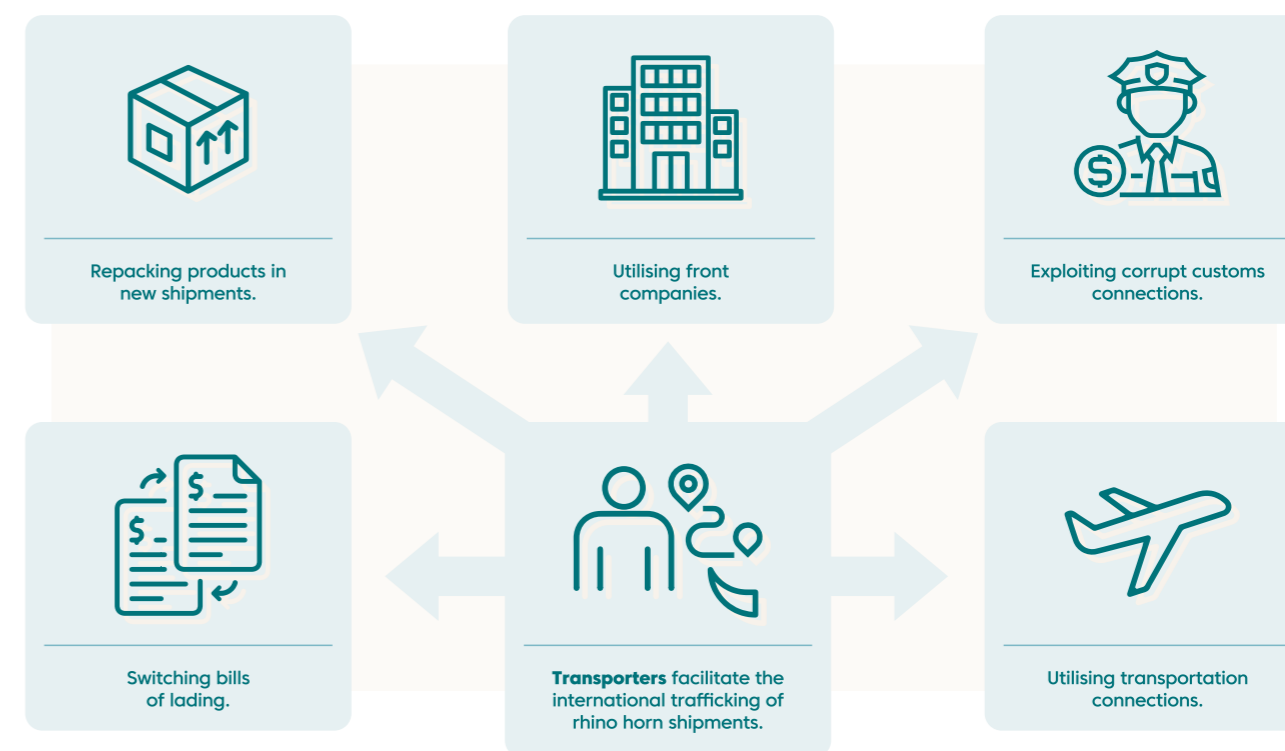 Repacking products in
new shipments.
Utilising front
companies.
Exploiting corrupt customs
connections.
$
$
$
Switching bills
of lading.
Transporters facilitate the
international trafficking of
rhino horn shipments.
Utilising transportation
connections.